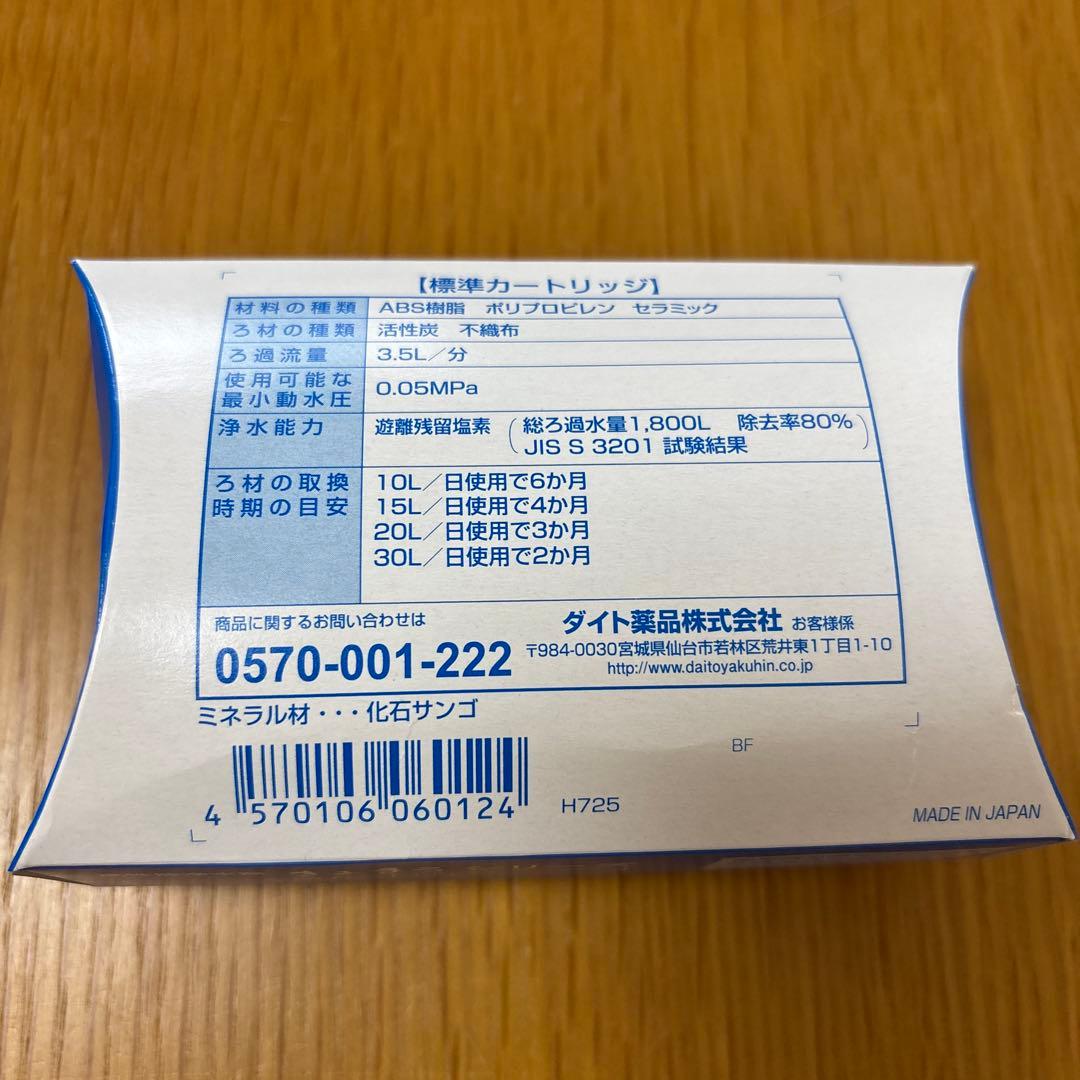 【標準カートリッジ】
材料の種類 ABS樹脂 ポリプロピレン セラミック
ろ材の種類 活性炭 不織布
ろ過流量 3.5L／分
使用可能な
最小動水圧 0.05MPa
浄水能力 遊離残留塩素 (総ろ過水量1,800L 除去率80%
JIS S 3201 試験結果)
ろ材の取換 10L／日使用で6か月
時期の目安 15L／日使用で4か月
20L／日使用で3か月
30L／日使用で2か月
商品に関するお問い合わせは
0570-001-222
ダイト薬品株式会社 お客様係
〒984-0030宮城県仙台市若林区荒井東1丁目1-10
http://www.daitoyakuhin.co.jp
ミネラル材・・・化石サンゴ
BF
4 570106 060124
H725
MADE IN JAPAN